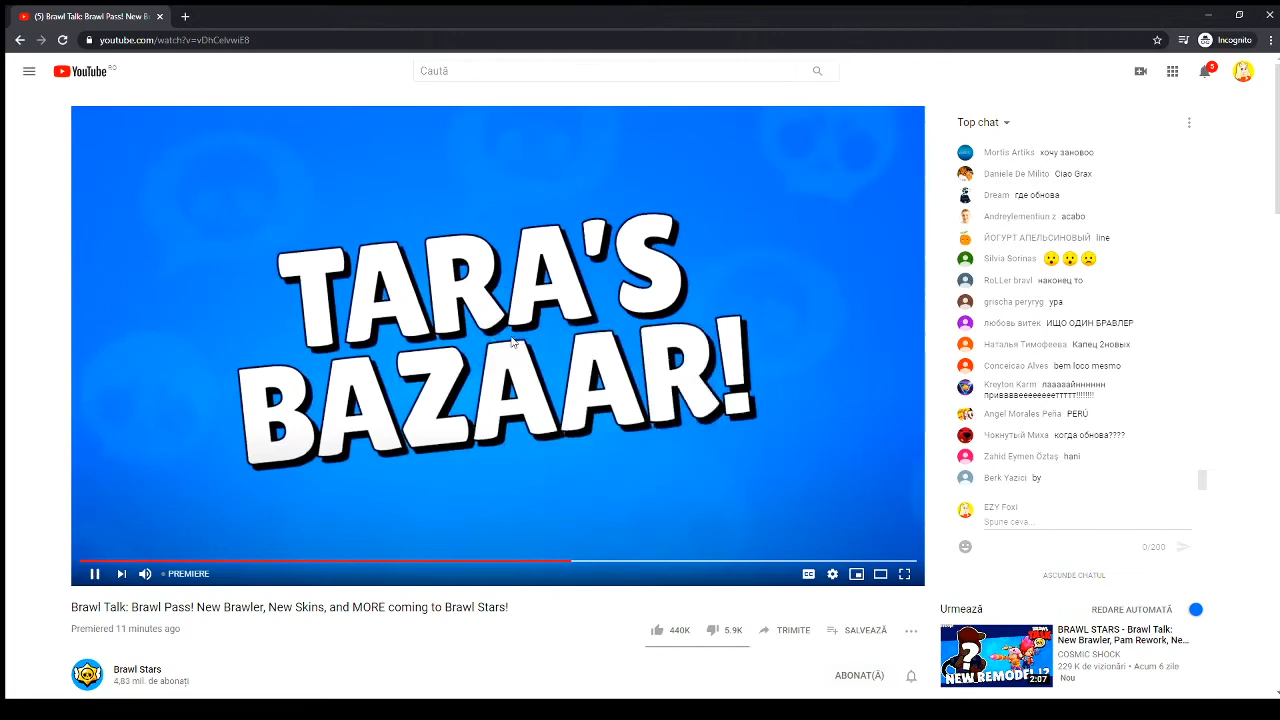 (5) Brawl Talk: Brawl Pass! New B
youtube.com/watch?v=vDhCelvwiE8
Incognito
YouTube RO
Caută
5
TARA'S
BAZAAR!
PREMIERE
Brawl Talk: Brawl Pass! New Brawler, New Skins, and MORE coming to Brawl Stars!
Premiered 11 minutes ago
440K
5.9K
TRIMITE
SALVEAZĂ
Brawl Stars
4,83 mil. de abonați
ABONAT(Ă)
Top chat
Mortis Artiks хочу зановоо
Daniele De Milito Ciao Grax
Dream где обнова
Andreylementiun z acabo
ЙОГУРТ АПЕЛЬСИНОВЫЙ line
Silvia Sorinas
RoLLer bravl наконец то
grischa peryryg ура
любовь витек ИЩО ОДИН БРАВЛЕР
Наталья Тимофеева Капец 2новых
Conceicao Alves bem loco mesmo
Kreyton Karm лаааааайнннннн
приввввеееееееетттттт!!!!!!!!
Angel Morales Peña PERÚ
Чокнутый Миха когда обнова????
Zahid Eymen Öztaş hani
Berk Yazici by
EZY Foxi
Spune ceva...
0/200
ASCUNDE CHATUL
Urmează
REDARE AUTOMATĂ
NEW REMODEL!?
2:07
BRAWL STARS - Brawl Talk:
New Brawler, Pam Rework, Ne...
COSMIC SHOCK
229 K de vizionări • Acum 6 zile
Nou